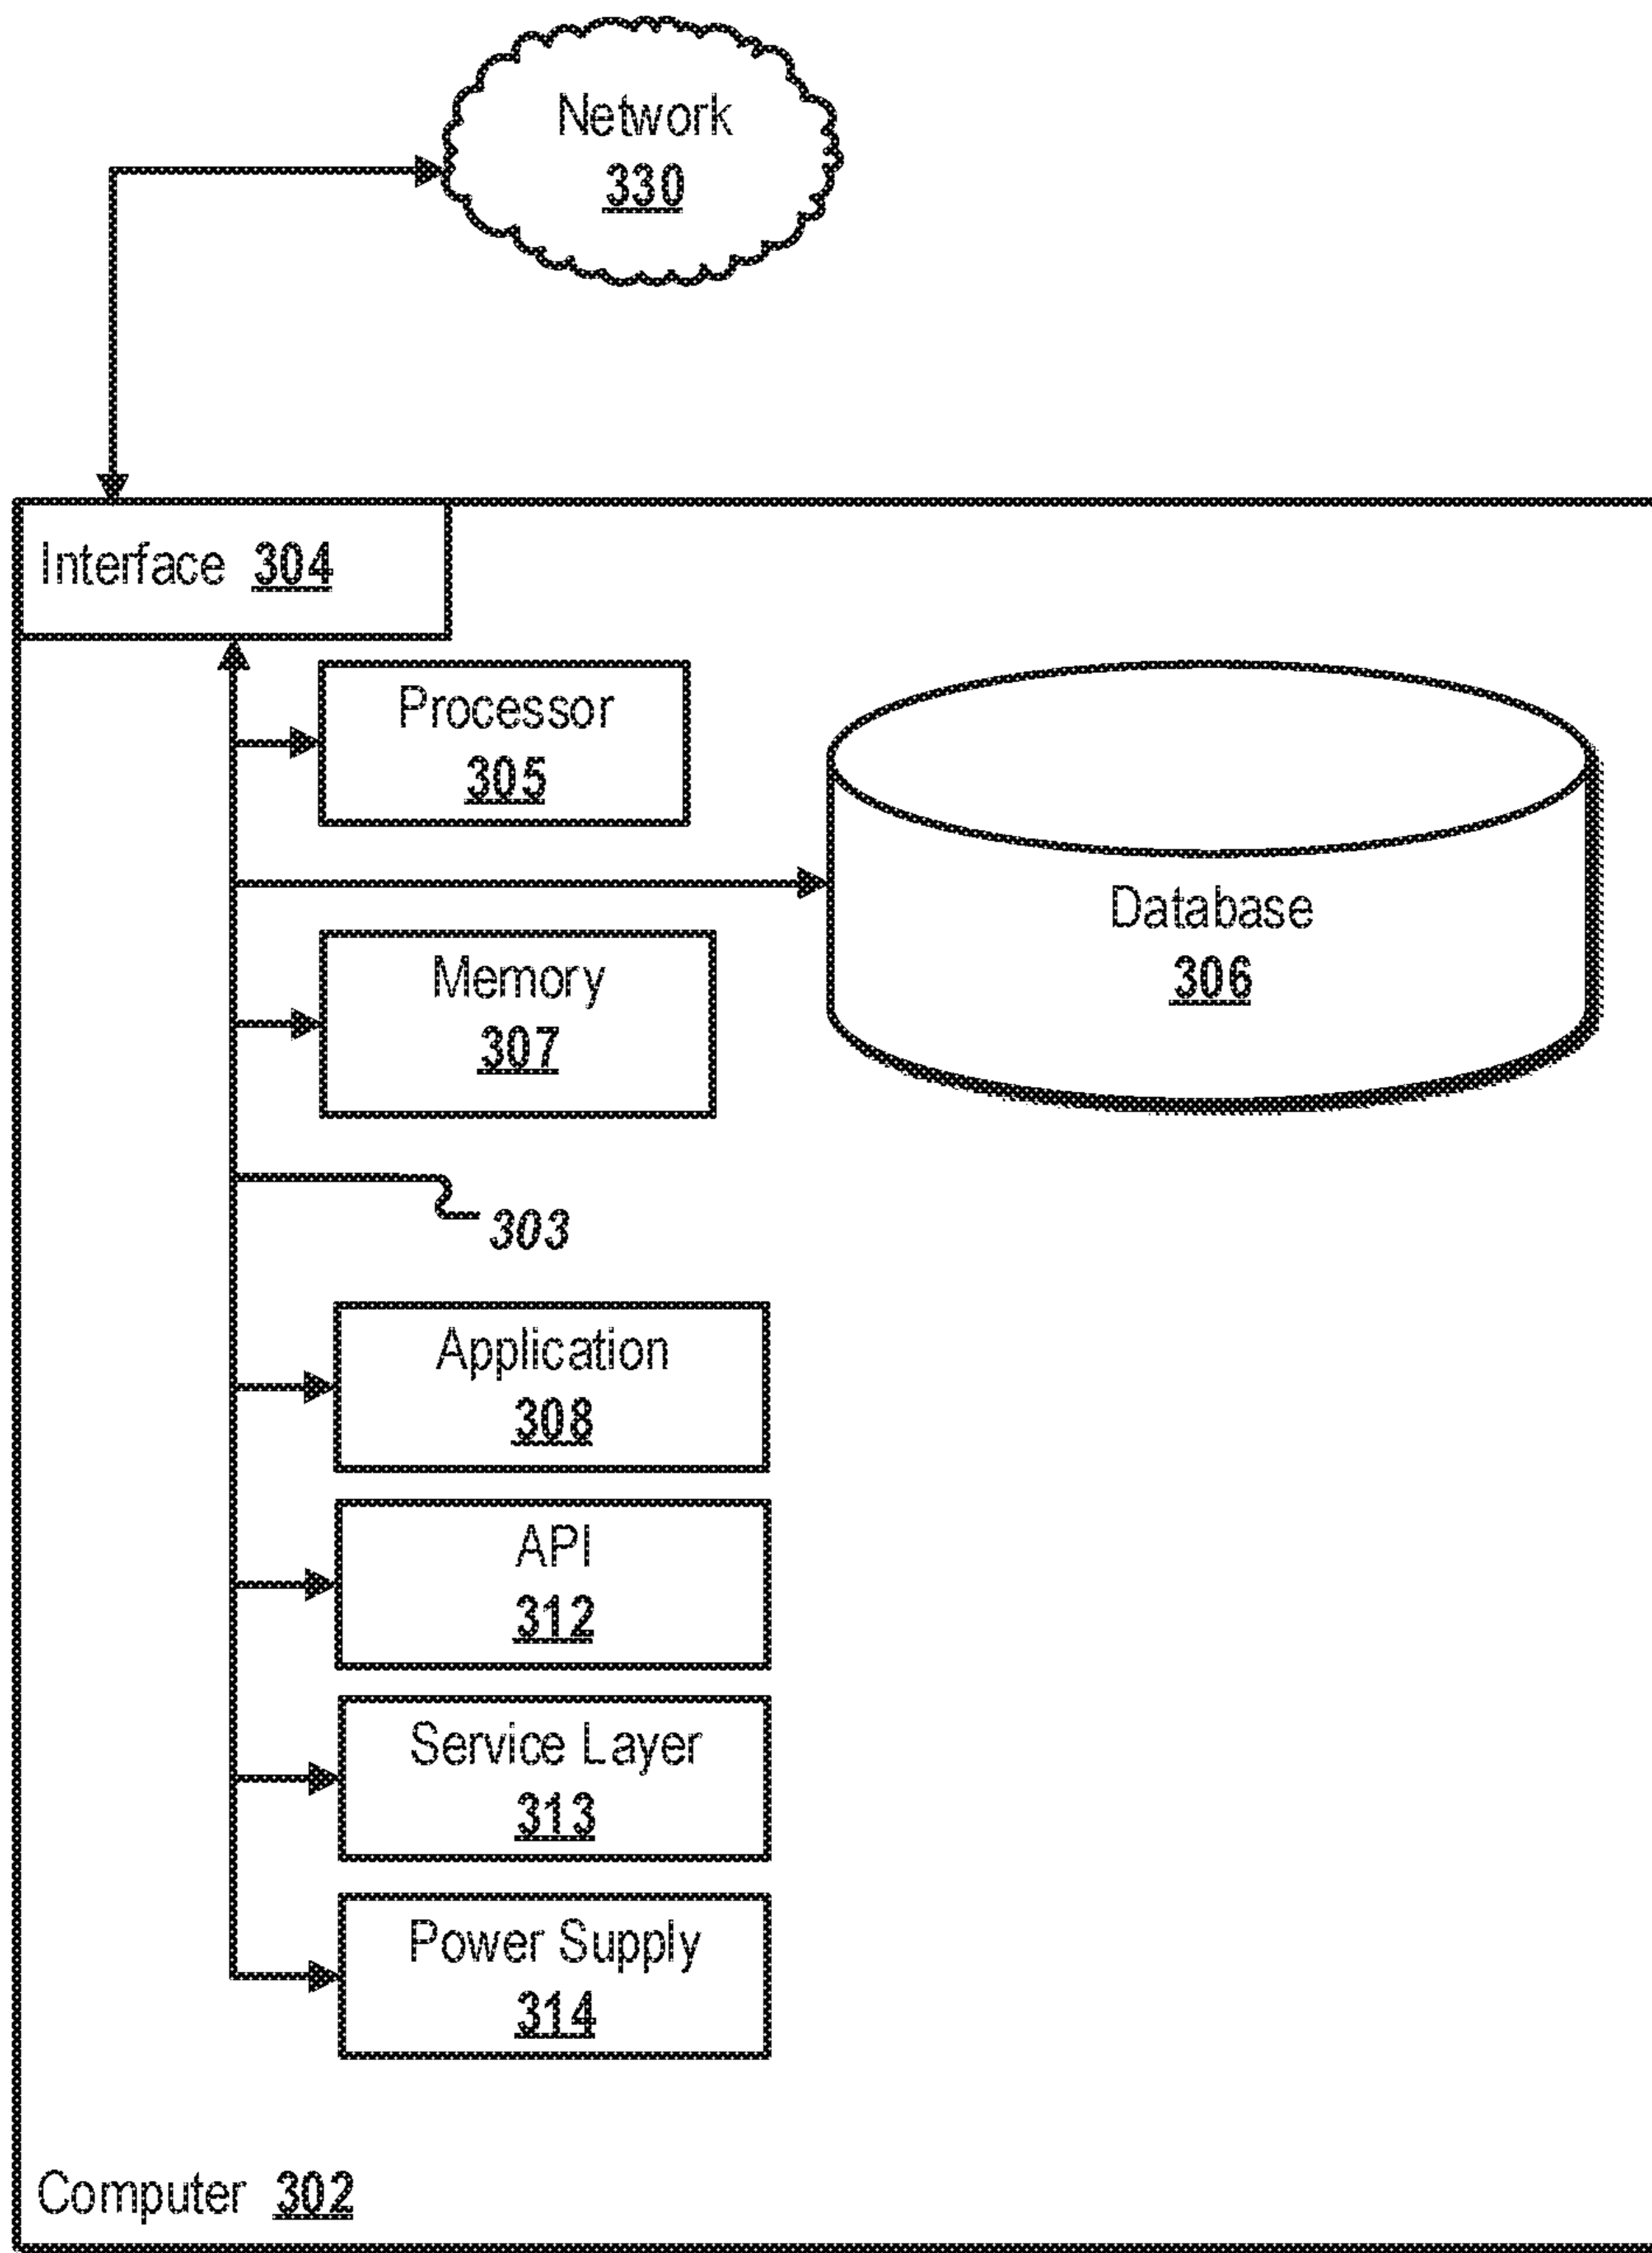 Network
330
Interface 304
Processor
305
Database
306
Memory
307
303
Application
308
API
312
Service Layer
313
Power Supply
314
Computer 302